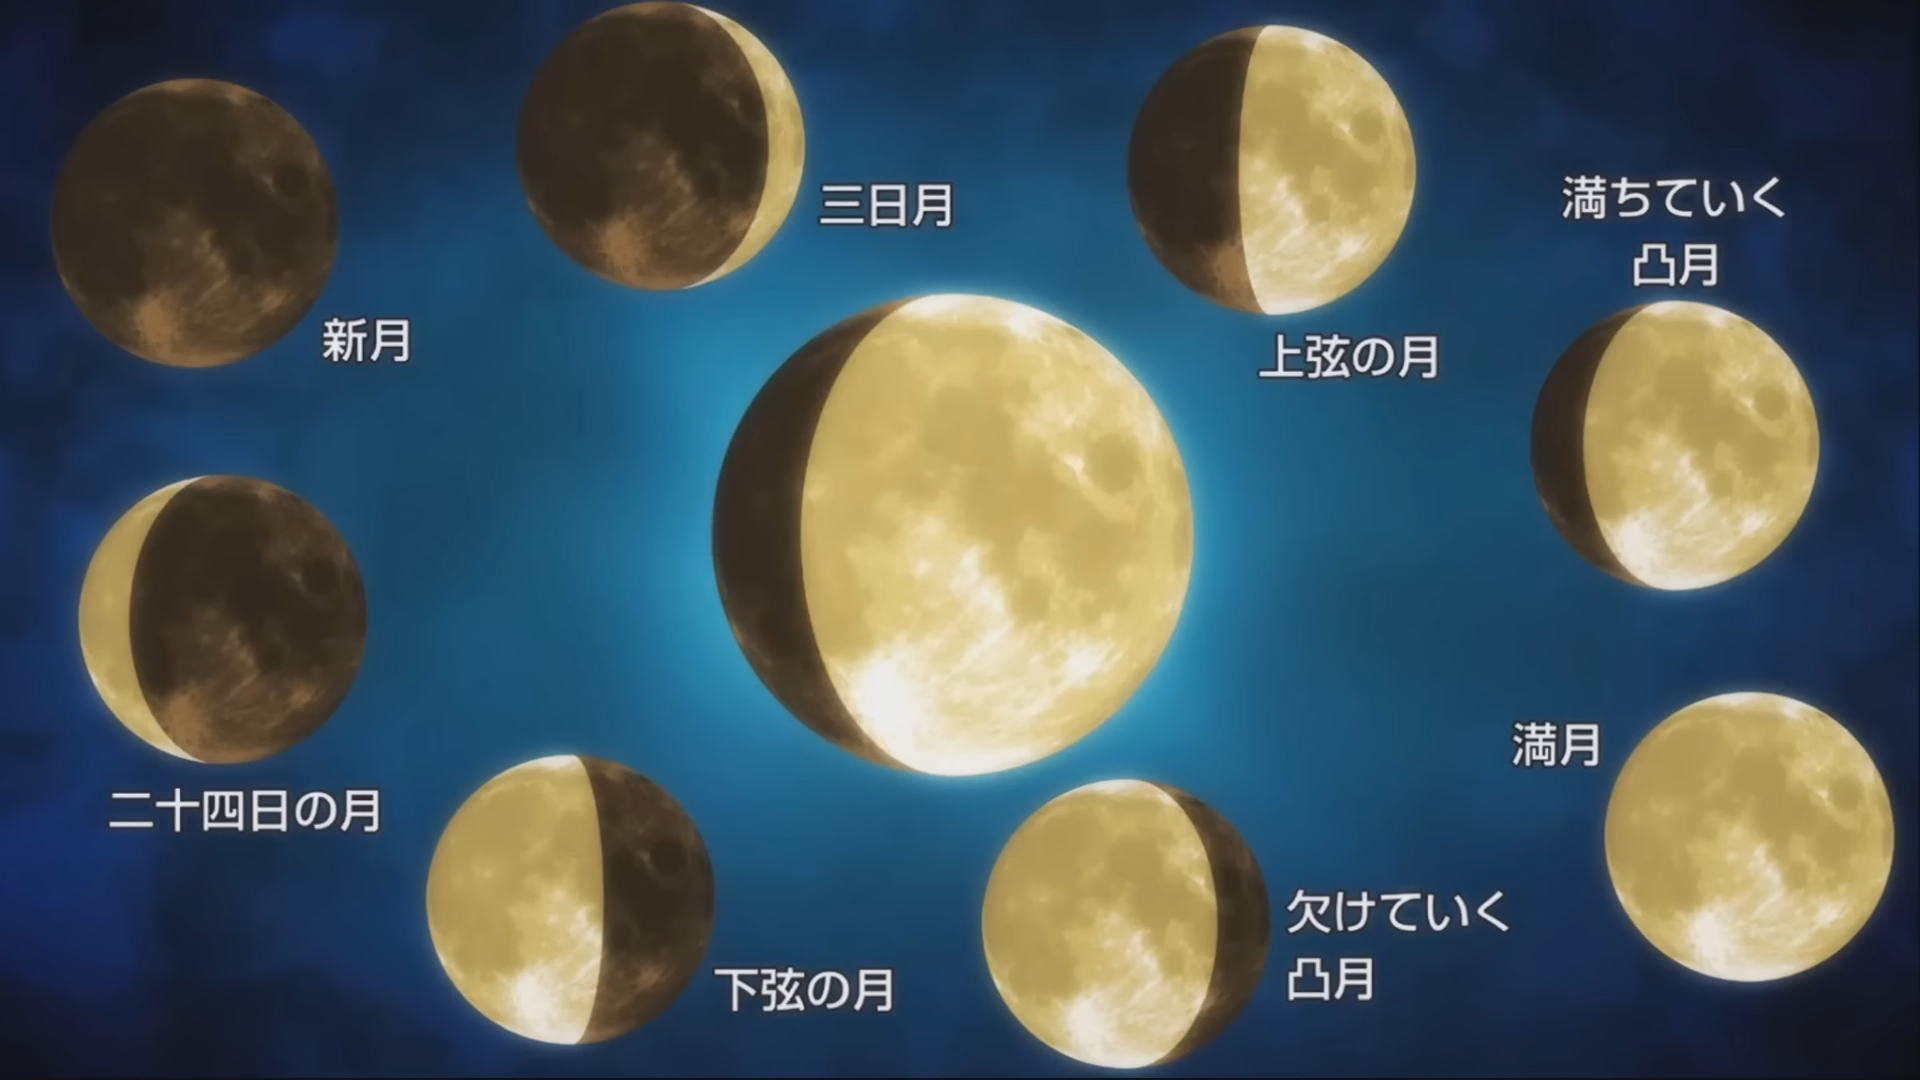 新月
三日月
上弦の月
満ちていく
凸月
満月
欠けていく
凸月
下弦の月
二十四日の月